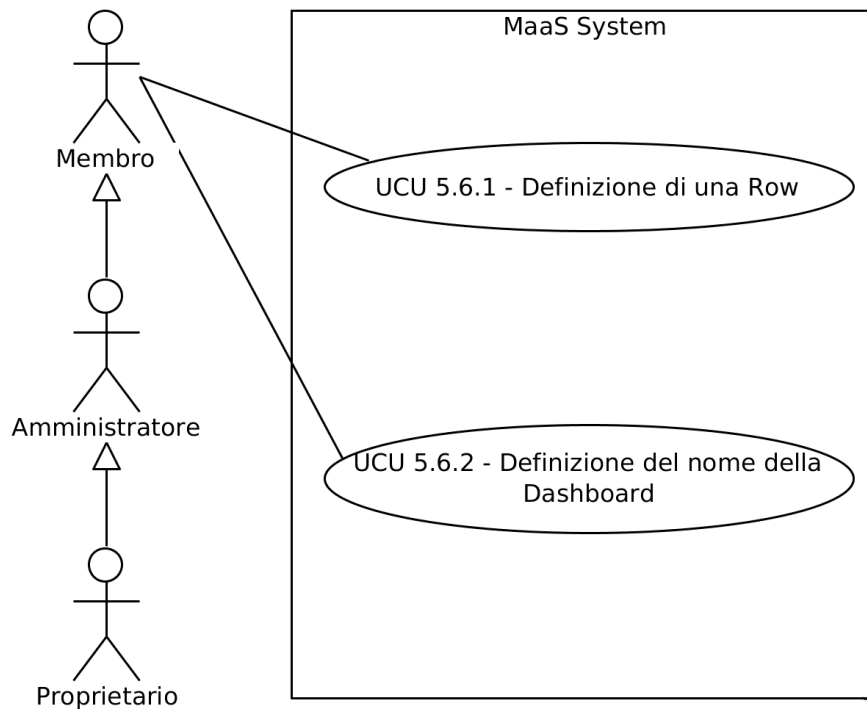 MaaS System
Membro
UCU 5.6.1 - Definizione di una Row
Amministratore
UCU 5.6.2 - Definizione del nome della
Dashboard
Proprietario